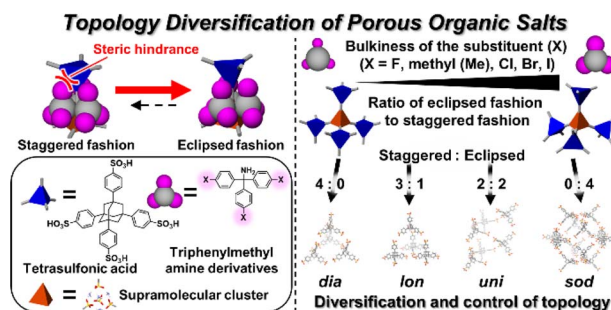 Topology Diversification of Porous Organic Salts
Steric hindrance
Staggered fashion
Eclipsed fashion
=
SO₃H
HO₃S
SO₃H
SO₃H
Tetrasulfonic acid
=
NH₂
X
X
X
Triphenylmethyl
amine derivatives
=
Supramolecular cluster
Bulkiness of the substituent (X)
(X = F, methyl (Me), Cl, Br, I)
Ratio of eclipsed fashion
to staggered fashion
Staggered : Eclipsed
4 : 0
3 : 1
2 : 2
0 : 4
dia
lon
uni
sod
Diversification and control of topology